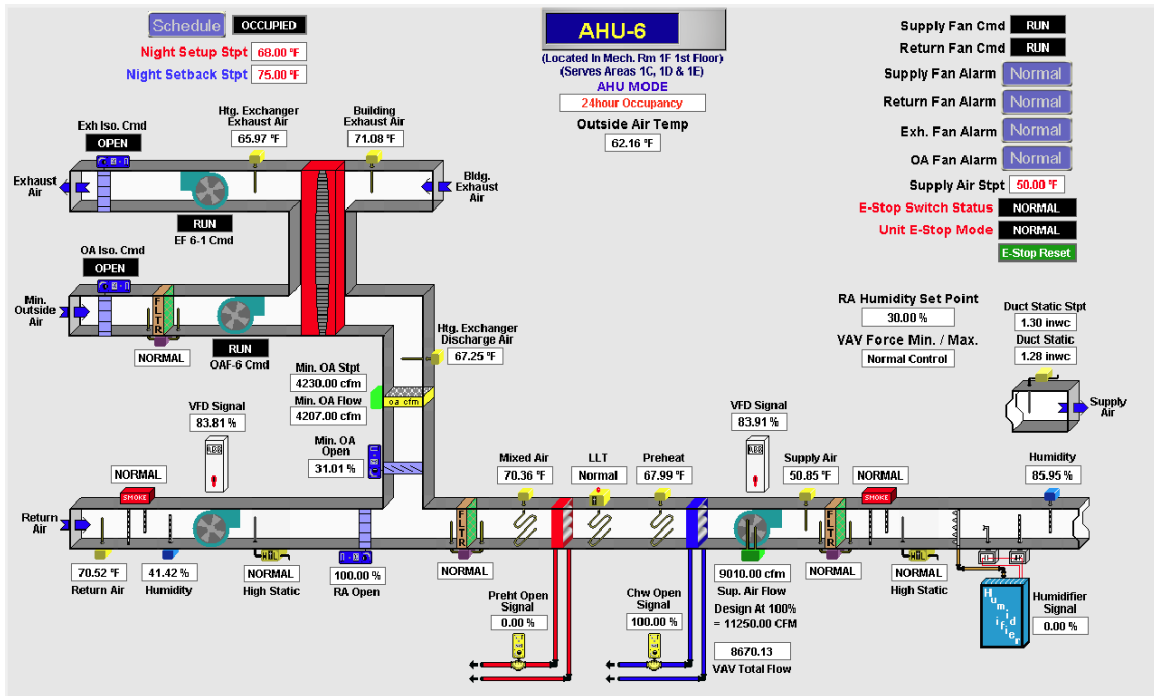 Schedule
OCCUPIED
Night Setup Stpt
68.00 ºF
Night Setback Stpt
75.00 ºF
AHU-6
(Located In Mech. Rm 1F 1st Floor)
(Serves Areas 1C, 1D & 1E)
AHU MODE
24hour Occupancy
Outside Air Temp
62.16 ºF
Supply Fan Cmd
RUN
Return Fan Cmd
RUN
Supply Fan Alarm
Normal
Return Fan Alarm
Normal
Exh. Fan Alarm
Normal
OA Fan Alarm
Normal
Supply Air Stpt
50.00 ºF
E-Stop Switch Status
NORMAL
Unit E-Stop Mode
NORMAL
E-Stop Reset
Exh Iso. Cmd
OPEN
Htg. Exchanger
Exhaust Air
65.97 ºF
Building
Exhaust Air
71.08 ºF
Exhaust
Air
Bldg.
Exhaust
Air
RUN
EF 6-1 Cmd
OA Iso. Cmd
OPEN
Min.
Outside
Air
FLTR
NORMAL
RUN
OAF-6 Cmd
Htg. Exchanger
Discharge Air
67.25 ºF
Min. OA Stpt
4230.00 cfm
Min. OA Flow
4207.00 cfm
oa cfm
RA Humidity Set Point
30.00 %
VAV Force Min. / Max.
Normal Control
Duct Static Stpt
1.30 inwc
Duct Static
1.28 inwc
Supply
Air
VFD Signal
83.81 %
Min. OA
Open
31.01 %
NORMAL
SMOKE
Return
Air
70.52 ºF
Return Air
41.42 %
Humidity
NORMAL
High Static
100.00 %
RA Open
FLTR
NORMAL
Mixed Air
70.36 ºF
LLT
Normal
Preheat
67.99 ºF
VFD Signal
83.91 %
Supply Air
50.85 ºF
NORMAL
SMOKE
Humidity
85.95 %
Preht Open
Signal
0.00 %
Chw Open
Signal
100.00 %
9010.00 cfm
Sup. Air Flow
Design At 100%
= 11250.00 CFM
8670.13
VAV Total Flow
FLTR
NORMAL
NORMAL
High Static
Humidifier
Humidifier
Signal
0.00 %